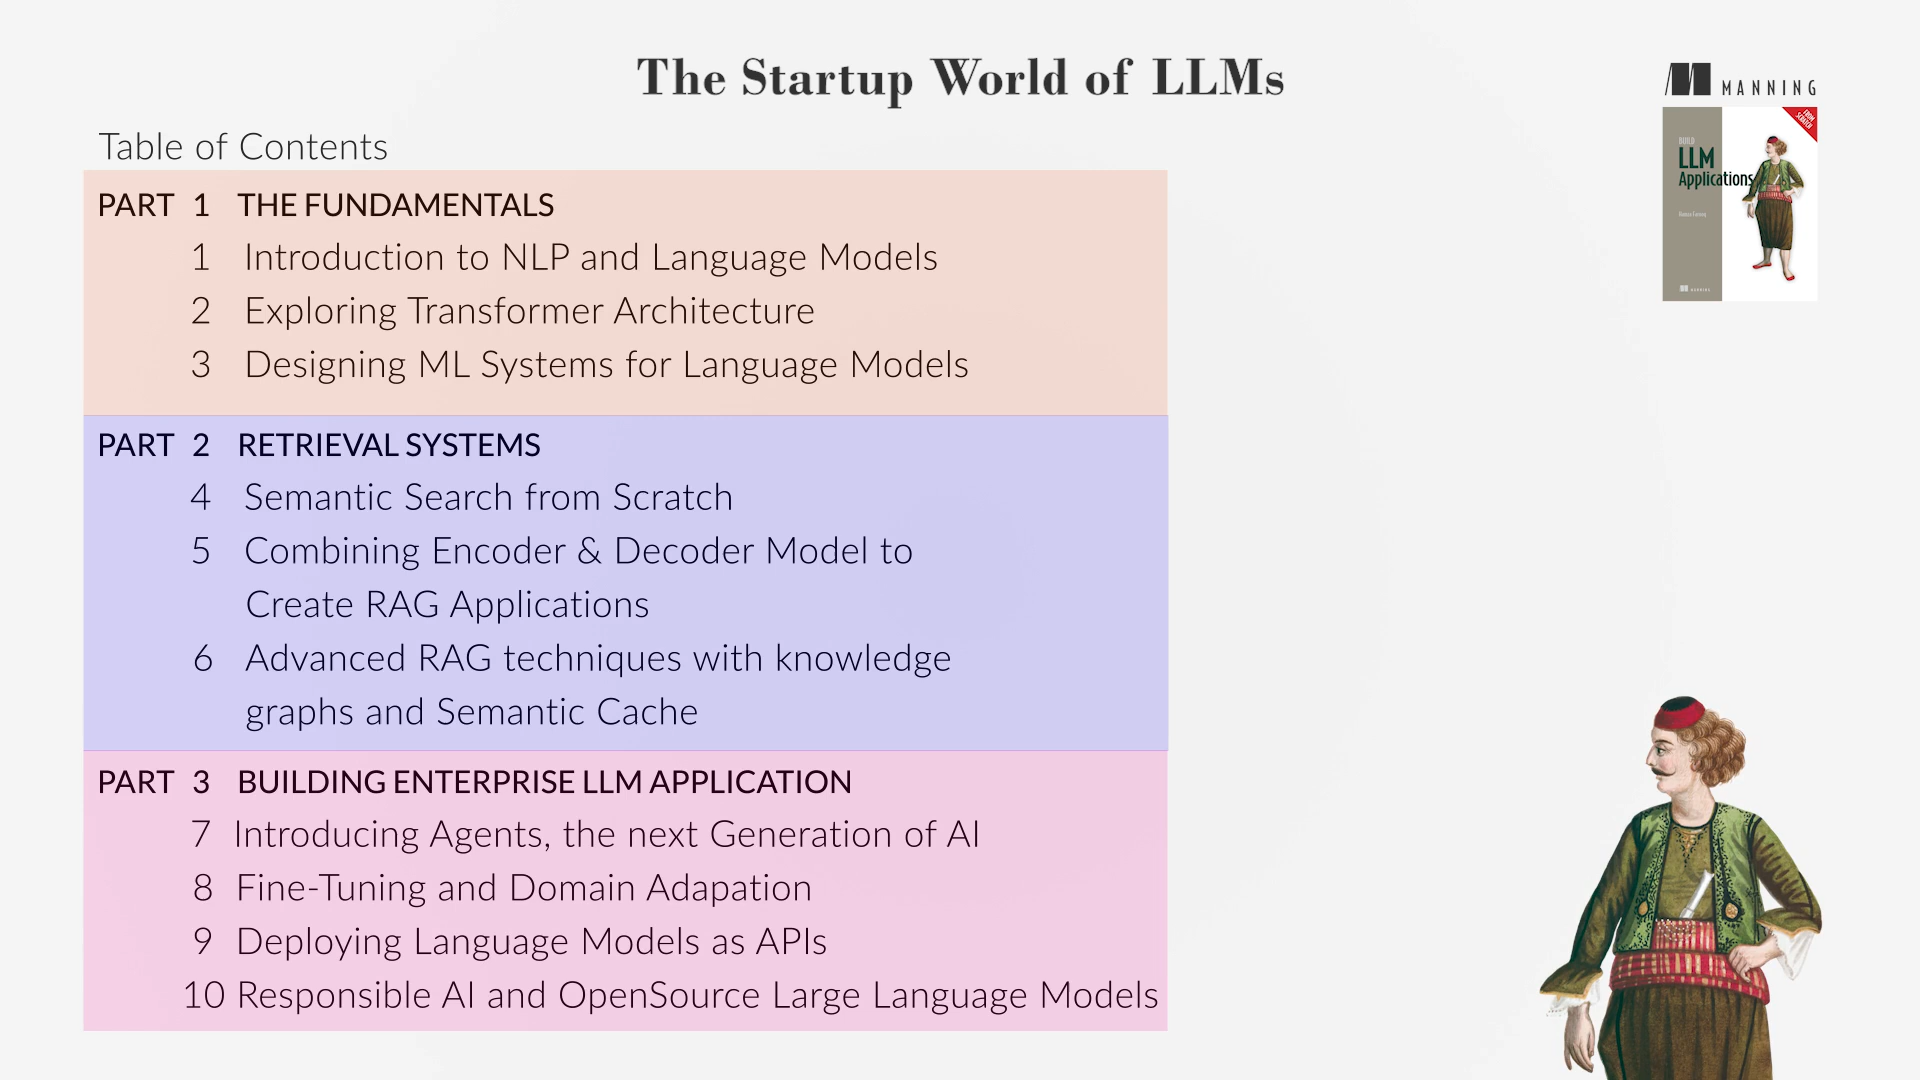 The Startup World of LLMs
MANNING
Table of Contents
FROM SCRATCH
BUILD
LLM
Applications
MANNING
PART 1 THE FUNDAMENTALS
1 Introduction to NLP and Language Models
2 Exploring Transformer Architecture
3 Designing ML Systems for Language Models
PART 2 RETRIEVAL SYSTEMS
4 Semantic Search from Scratch
5 Combining Encoder & Decoder Model to
Create RAG Applications
6 Advanced RAG techniques with knowledge
graphs and Semantic Cache
PART 3 BUILDING ENTERPRISE LLM APPLICATION
7 Introducing Agents, the next Generation of AI
8 Fine-Tuning and Domain Adapation
9 Deploying Language Models as APIs
10 Responsible AI and OpenSource Large Language Models